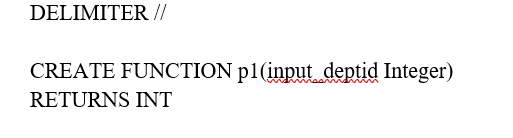 DELIMITER //
CREATE FUNCTION p1(input_deptid Integer)
RETURNS INT